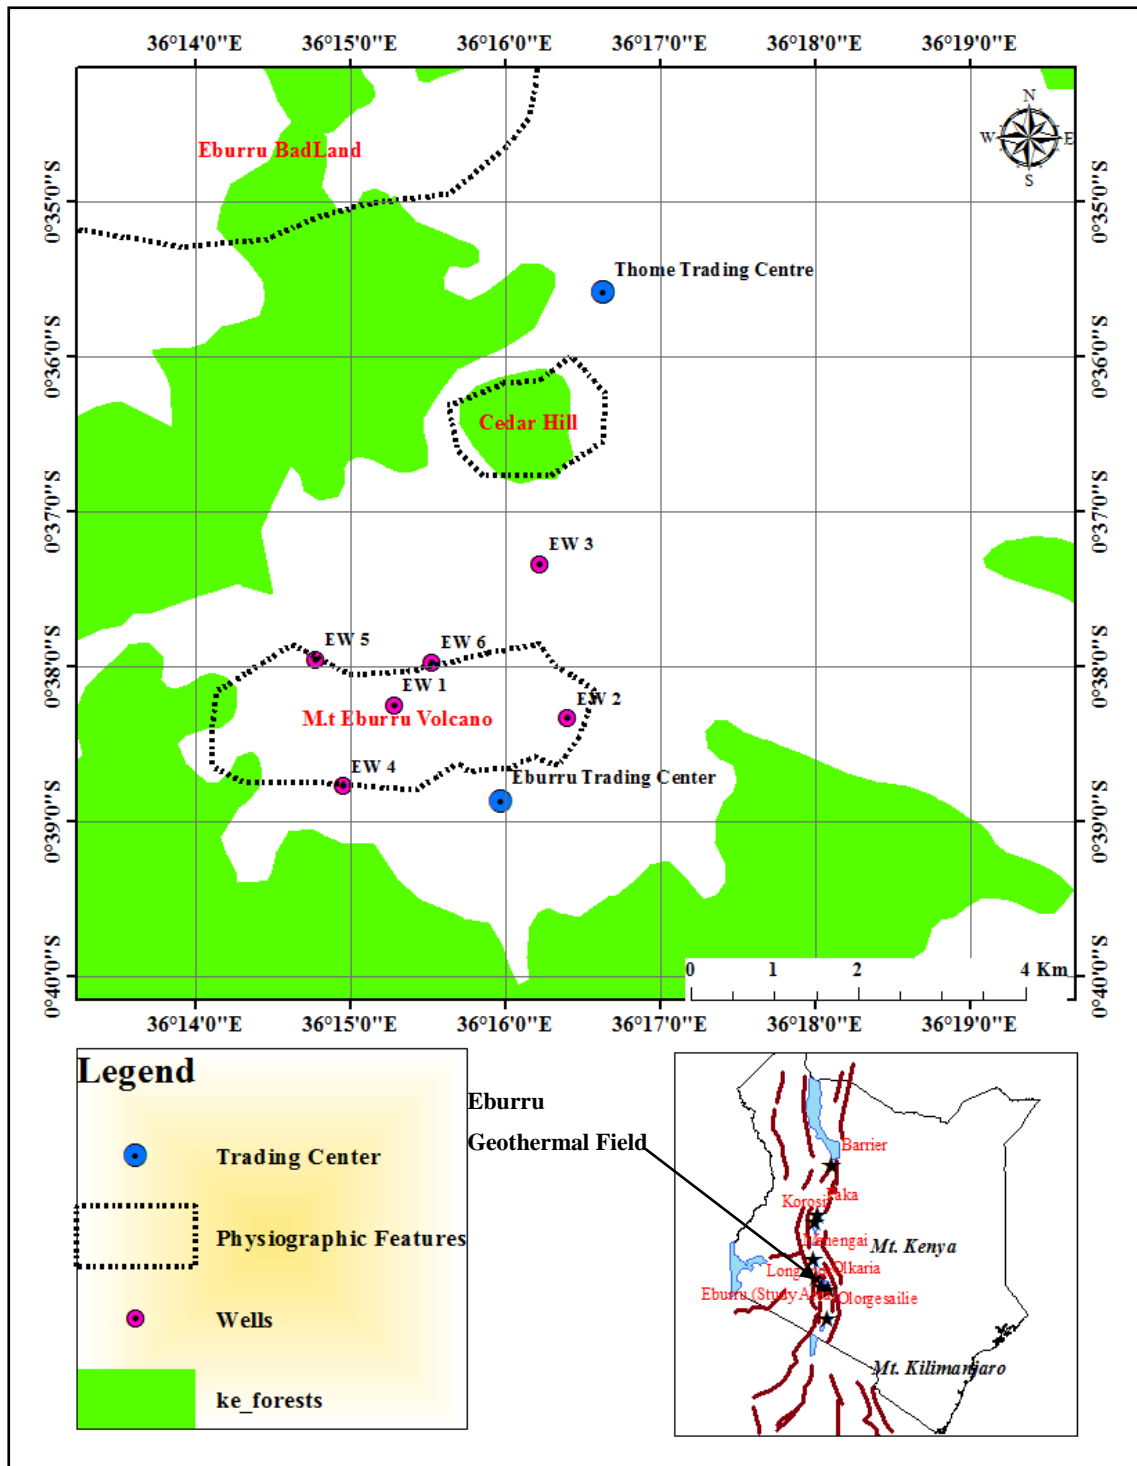 36°14'0"E 36°15'0"E 36°16'0"E 36°17'0"E 36°18'0"E 36°19'0"E
N
W E
S
Eburru BadLand
0°35'0"S 0°35'0"S
Thome Trading Centre
0°36'0"S 0°36'0"S
Cedar Hill
0°37'0"S 0°37'0"S
EW 3
EW 5 EW 6
0°38'0"S 0°38'0"S
EW 1 EW 2
M.t Eburru Volcano
EW 4 Eburru Trading Center
0°39'0"S 0°39'0"S
0 1 2 4 Km
0°40'0"S 0°40'0"S
36°14'0"E 36°15'0"E 36°16'0"E 36°17'0"E 36°18'0"E 36°19'0"E
Legend
Trading Center
Physiographic Features
Wells
ke_forests
Eburru
Geothermal Field
Barrier
Korosi
Mt. Kenya
Olkaria
Eburru (Study Area
Olorgesailie
Mt. Kilimanjaro